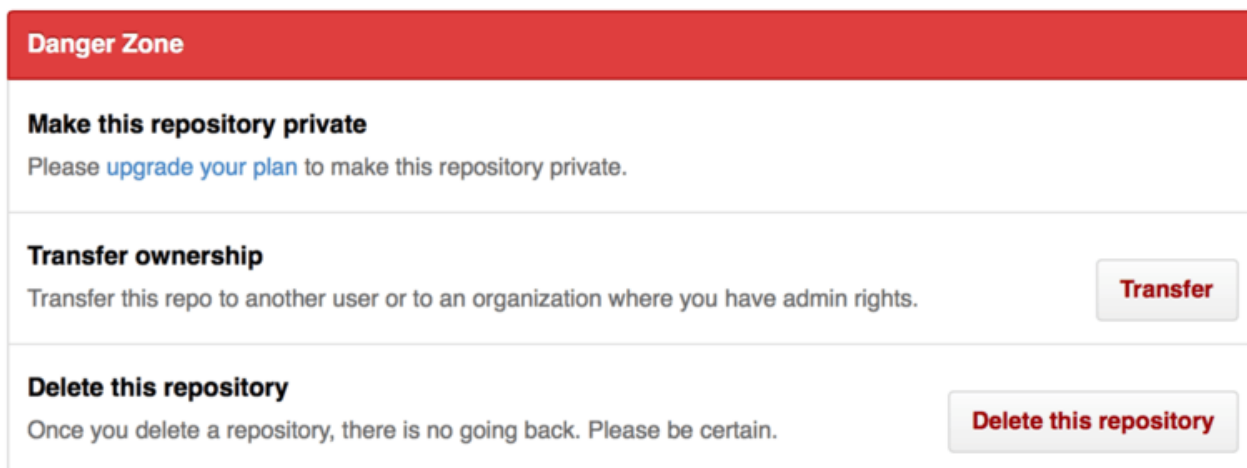 Danger Zone
Make this repository private
Please upgrade your plan to make this repository private.
Transfer ownership
Transfer this repo to another user or to an organization where you have admin rights.
Transfer
Delete this repository
Once you delete a repository, there is no going back. Please be certain.
Delete this repository